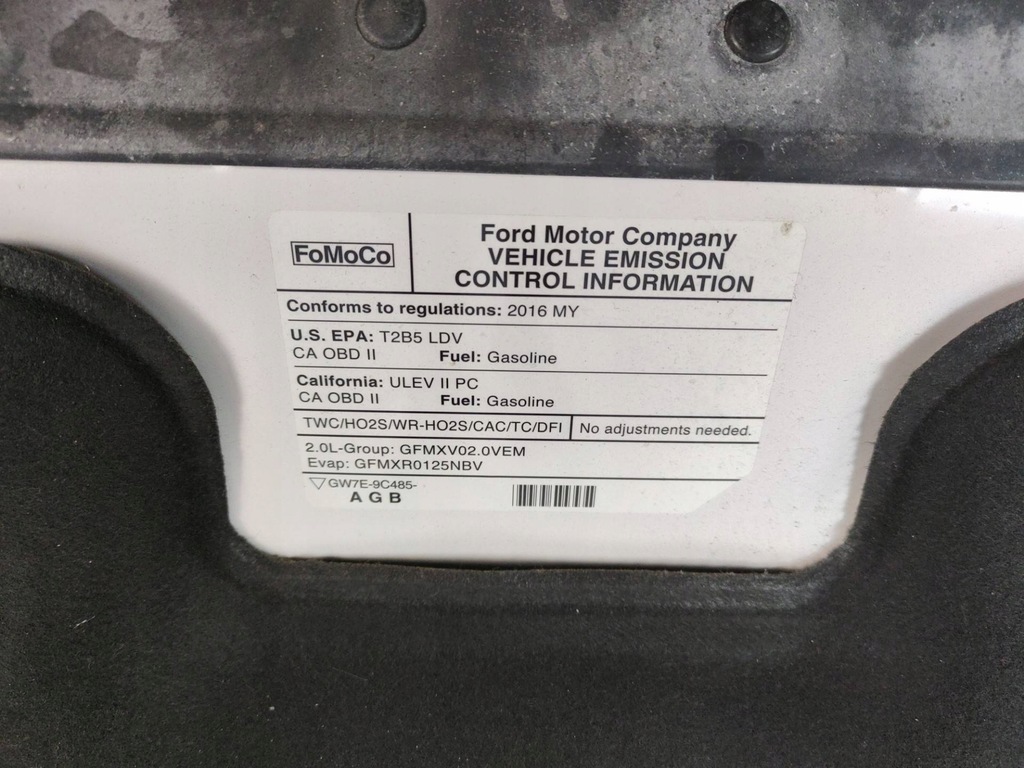 FoMoCo
Ford Motor Company
VEHICLE EMISSION
CONTROL INFORMATION
Conforms to regulations: 2016 MY
U.S. EPA: T2B5 LDV
CA OBD II Fuel: Gasoline
California: ULEV II PC
CA OBD II Fuel: Gasoline
TWC/HO2S/WR-HO2S/CAC/TC/DFI No adjustments needed.
2.0L-Group: GFMXV02.0VEM
Evap: GFMXR0125NBV
GW7E-9C485-
A G B